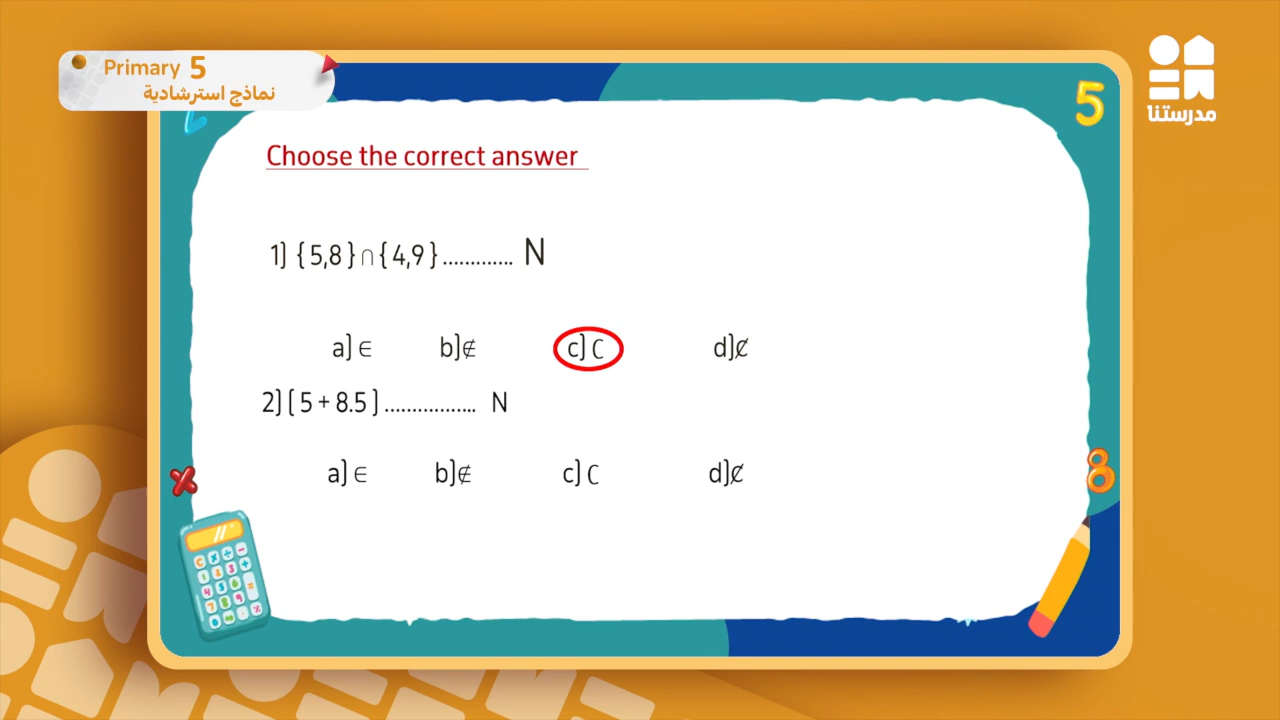 Primary 5
نماذج استرشادية
مدرستنا
5
Choose the correct answer
1) { 5,8 } ∩ { 4,9 } ............. N
a) ∈ b) ∉ c) ⊂ d) ⊄
2) ( 5 + 8.5 ) ................. N
a) ∈ b) ∉ c) ⊂ d) ⊄
8